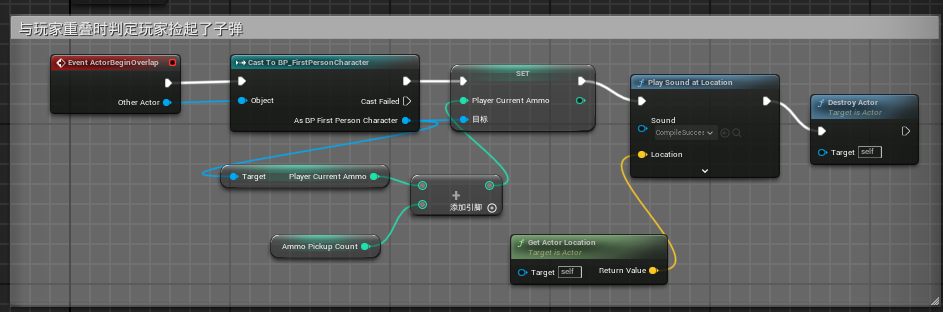 与玩家重叠时判定玩家捡起了子弹
Event ActorBeginOverlap
Other Actor
Cast To BP_FirstPersonCharacter
Object
Cast Failed
As BP First Person Character
SET
Player Current Ammo
目标
Play Sound at Location
Sound
CompileSucces
Location
Destroy Actor
Target is Actor
Target self
Target Player Current Ammo
添加引脚
Ammo Pickup Count
Get Actor Location
Target is Actor
Target self Return Value